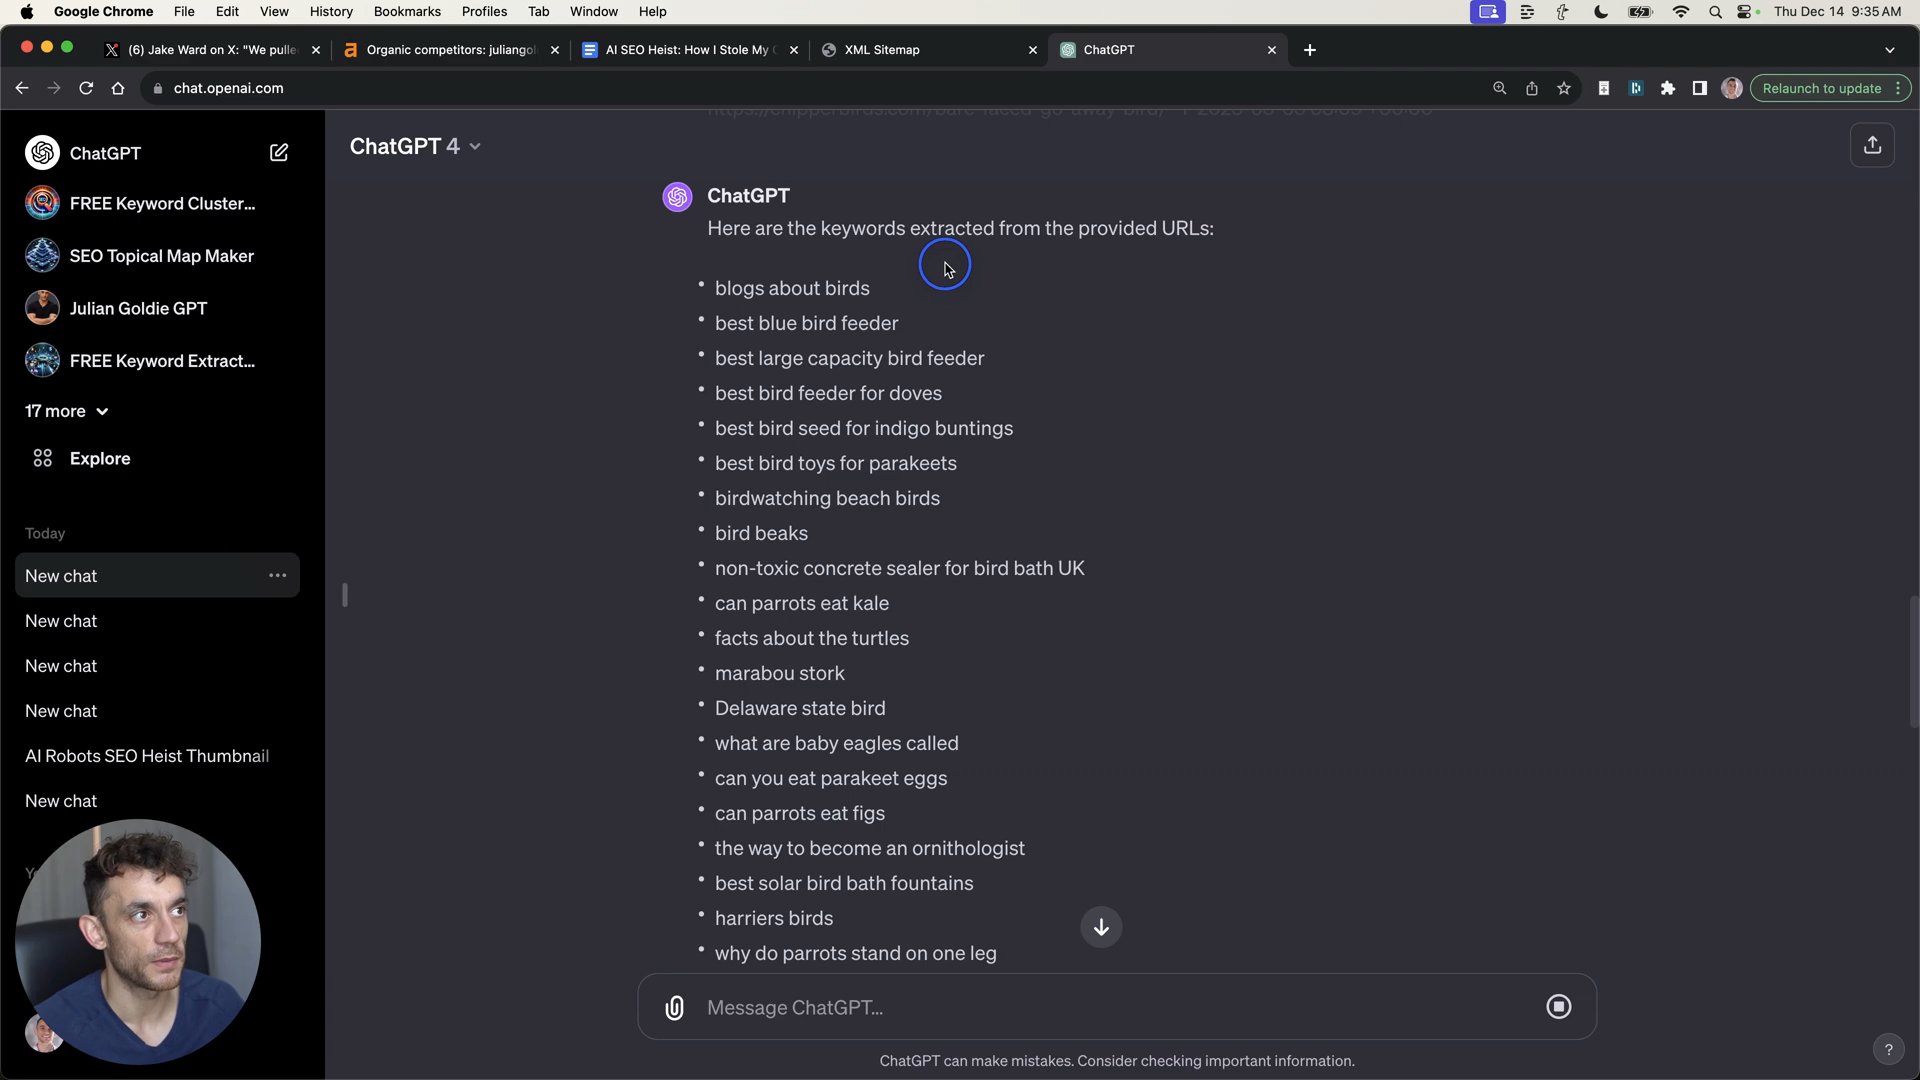 Google Chrome File Edit View History Bookmarks Profiles Tab Window Help Thu Dec 14 9:35 AM
(6) Jake Ward on X: "We pulle
Organic competitors: juliangol
AI SEO Heist: How I Stole My C
XML Sitemap
ChatGPT
chat.openai.com
Relaunch to update
https://chipperbirds.com/bare-faced-go-away-bird/
ChatGPT
FREE Keyword Cluster...
SEO Topical Map Maker
Julian Goldie GPT
FREE Keyword Extract...
17 more
Explore
Today
New chat
New chat
New chat
New chat
AI Robots SEO Heist Thumbnail
New chat
ChatGPT 4
ChatGPT
Here are the keywords extracted from the provided URLs:
• blogs about birds
• best blue bird feeder
• best large capacity bird feeder
• best bird feeder for doves
• best bird seed for indigo buntings
• best bird toys for parakeets
• birdwatching beach birds
• bird beaks
• non-toxic concrete sealer for bird bath UK
• can parrots eat kale
• facts about the turtles
• marabou stork
• Delaware state bird
• what are baby eagles called
• can you eat parakeet eggs
• can parrots eat figs
• the way to become an ornithologist
• best solar bird bath fountains
• harriers birds
• why do parrots stand on one leg
Message ChatGPT...
ChatGPT can make mistakes. Consider checking important information.
?